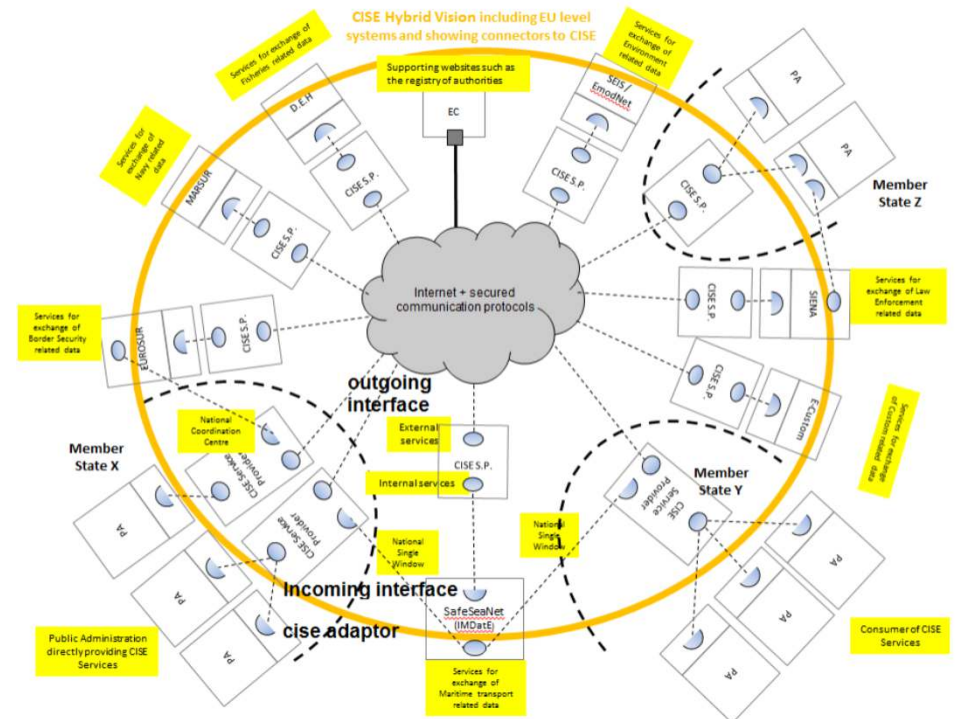 CISE Hybrid Vision including EU level
systems and showing connectors to CISE
Services for exchange of
Fisheries related data
Supporting websites such as
the registry of authorities
Services for
exchange of
Environment
related data
D.E.H
CISE S.P.
EC
SEIS /
EmodNet
CISE S.P.
PA
PA
CISE S.P.
Member
State Z
Services for
exchange of
Navy related
data
MARSUR
CISE S.P.
Internet + secured
communication protocols
CISE S.P.
SIENA
Services for
exchange of Law
Enforcement
related data
Services for
exchange of
Border Security
related data
EUROSUR
CISE S.P.
CISE S.P
E-Custom
Services for exchange
of Custom related
data
outgoing
interface
National
Coordination
Centre
Member
State X
CISE Service
Provider
CISE Service
Provider
External
services
CISE S.P.
Internal services
Member
State Y
CISE
Service
Provider
National
Single
Window
National
Single
Window
PA
PA
PA
Incoming interface
cise adaptor
SafeSeaNet
(IMDatE)
PA
PA
PA
Public Administration
directly providing CISE
Services
Services for
exchange of
Maritime transport
related data
Consumer of CISE
Services